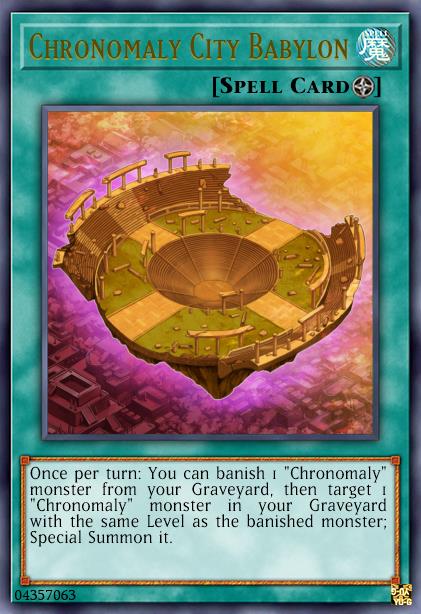 Chronomaly City Babylon
SPELL
魔
[Spell Card]
Once per turn: You can banish 1 "Chronomaly"
monster from your Graveyard, then target 1
"Chronomaly" monster in your Graveyard
with the same Level as the banished monster;
Special Summon it.
04357063